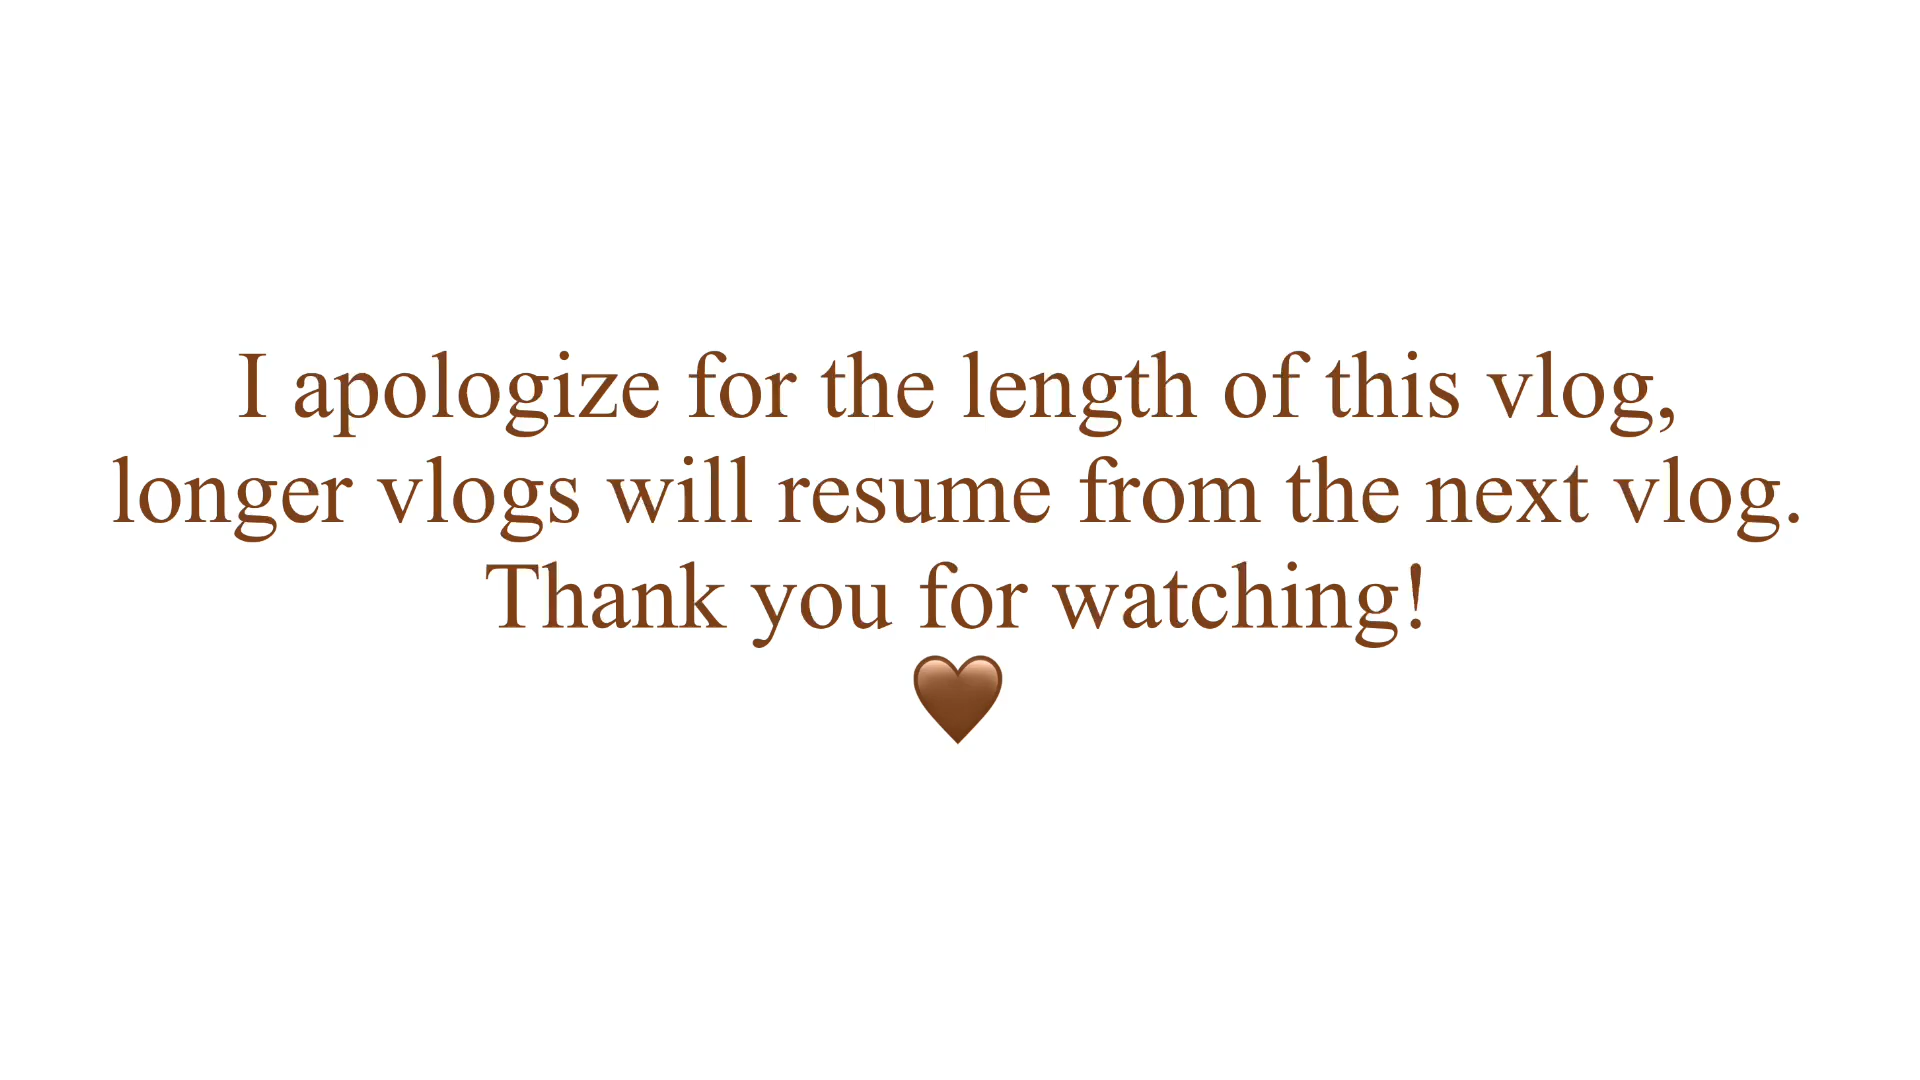 I apologize for the length of this vlog,
longer vlogs will resume from the next vlog.
Thank you for watching!
🤎